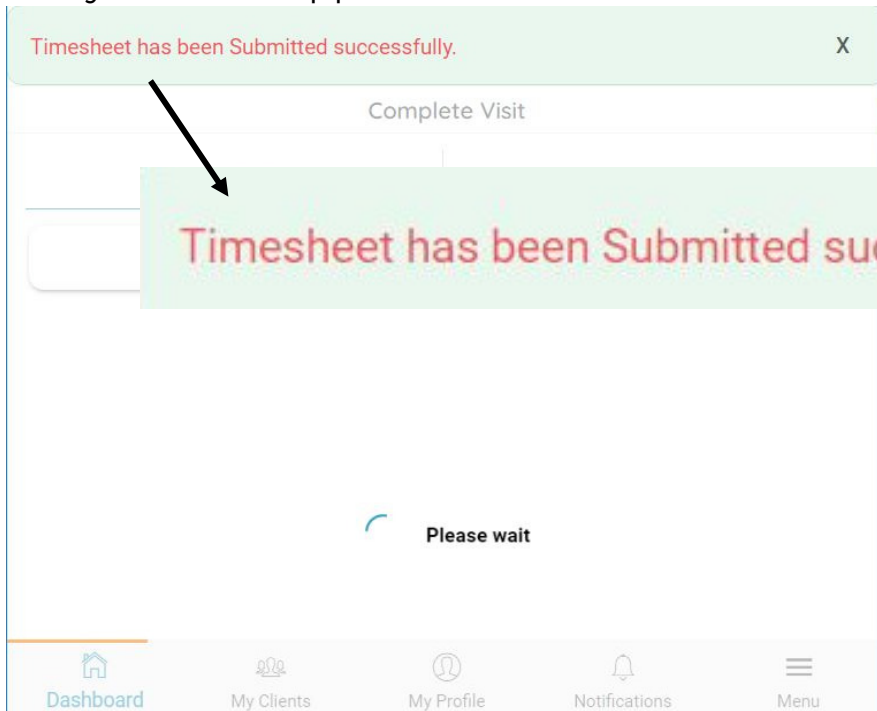 Timesheet has been Submitted successfully. X
Complete Visit
Timesheet has been Submitted su
Please wait
Dashboard My Clients My Profile Notifications Menu